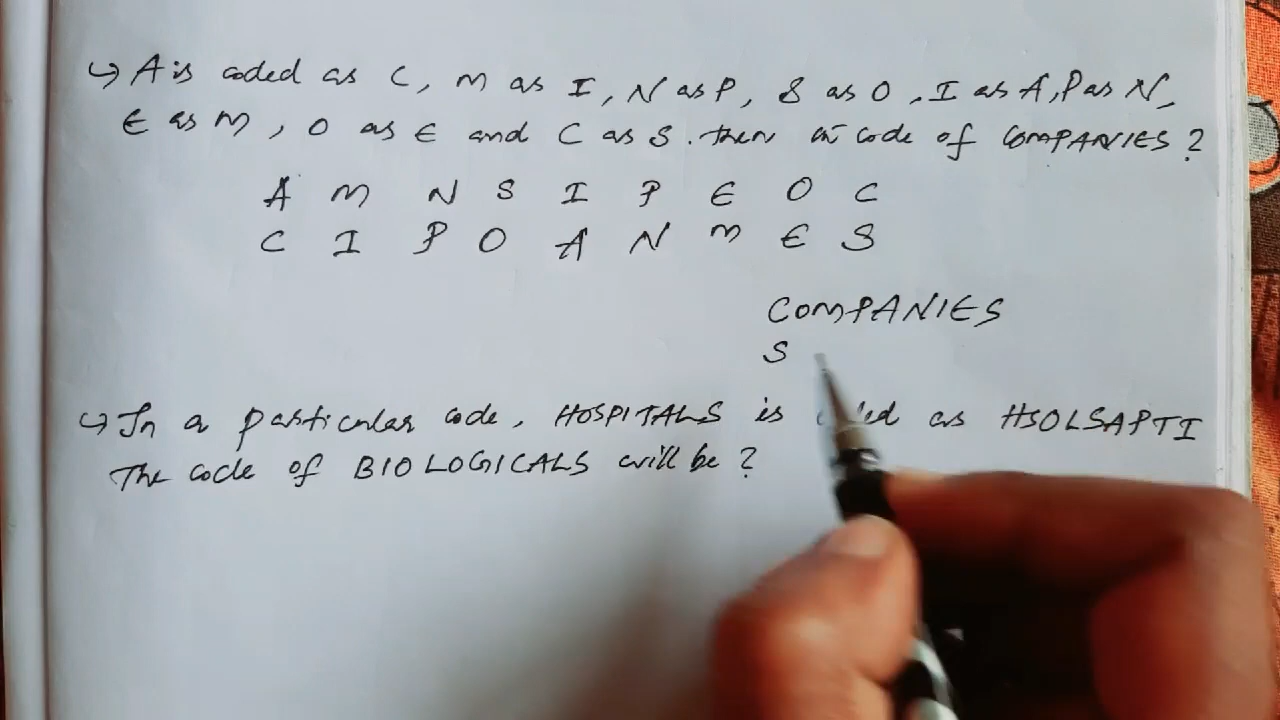 ↳ A is coded as C, M as I, N as P, S as O, I as A, P as N,
E as M, O as E and C as S. then code of COMPANIES?
A M N S I P E O C
C I P O A N M E S
COMPANIES
S
↳ In a particular code, HOSPITALS is as HSOLSAPTI
The code of BIOLOGICALS will be?